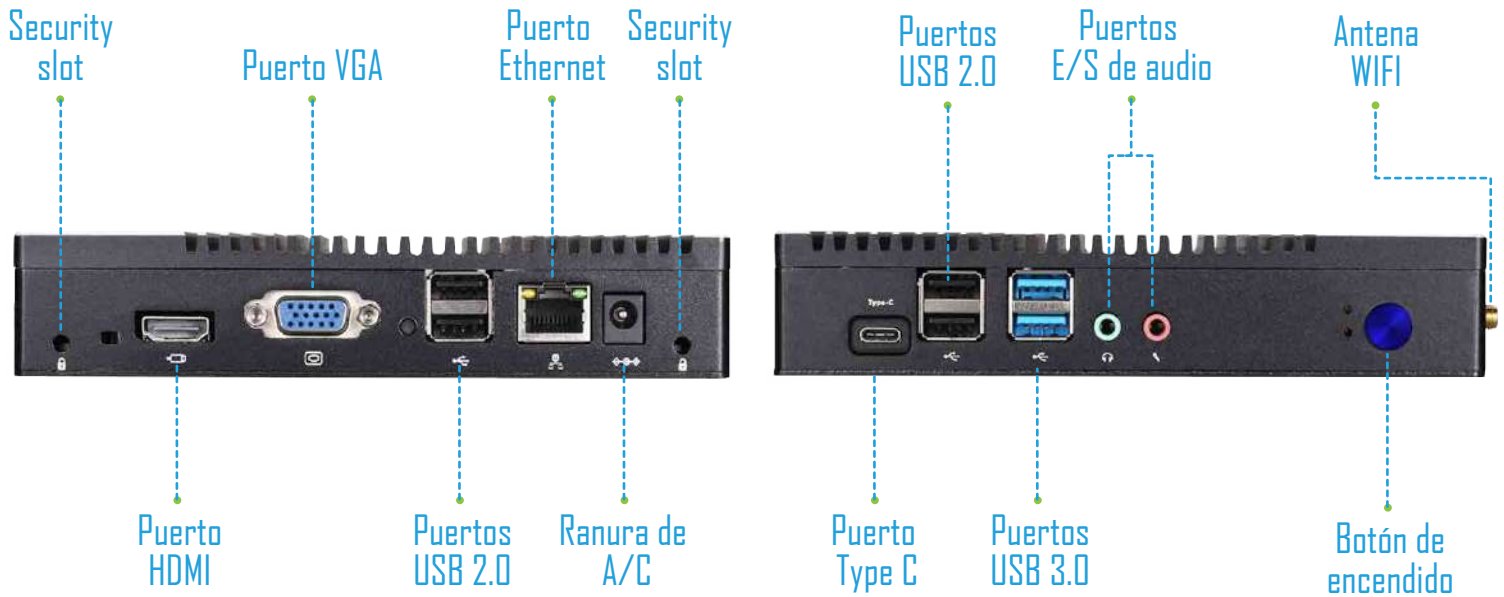 Security
slot
Puerto VGA
Puerto
Ethernet
Security
slot
Puertos
USB 2.0
Puertos
E/S de audio
Antena
WIFI
Type-C
Puerto
HDMI
Puertos
USB 2.0
Ranura de
A/C
Puerto
Type C
Puertos
USB 3.0
Botón de
encendido